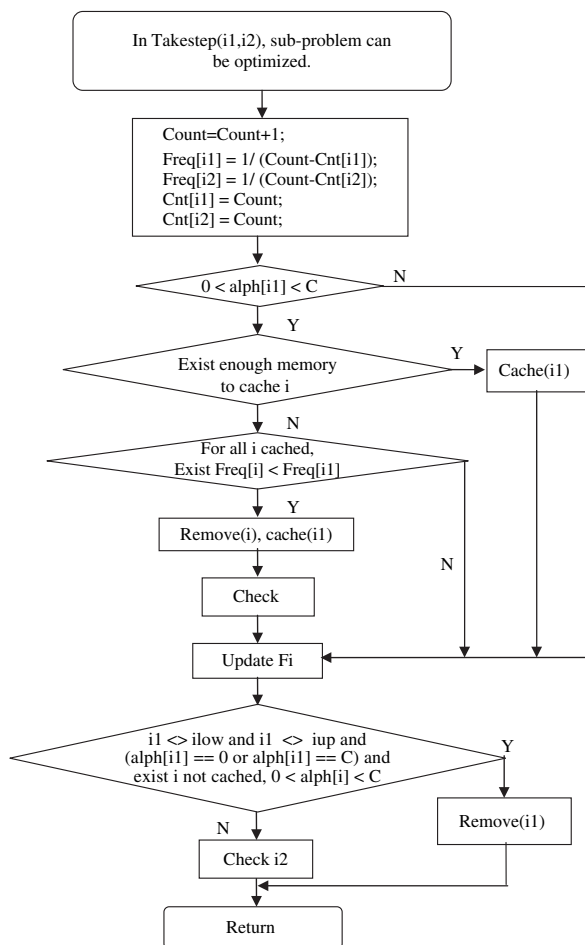 In Takestep(i1,i2), sub-problem can
be optimized.
Count=Count+1;
Freq[i1] = 1/ (Count-Cnt[i1]);
Freq[i2] = 1/ (Count-Cnt[i2]);
Cnt[i1] = Count;
Cnt[i2] = Count;
0 < alph[i1] < C
N
Y
Exist enough memory
to cache i
Y
Cache(i1)
N
For all i cached,
Exist Freq[i] < Freq[i1]
Y
Remove(i), cache(i1)
N
Check
Update Fi
i1 <> ilow and i1 <> iup and
(alph[i1] == 0 or alph[i1] == C) and
exist i not cached, 0 < alph[i] < C
Y
Remove(i1)
N
Check i2
Return